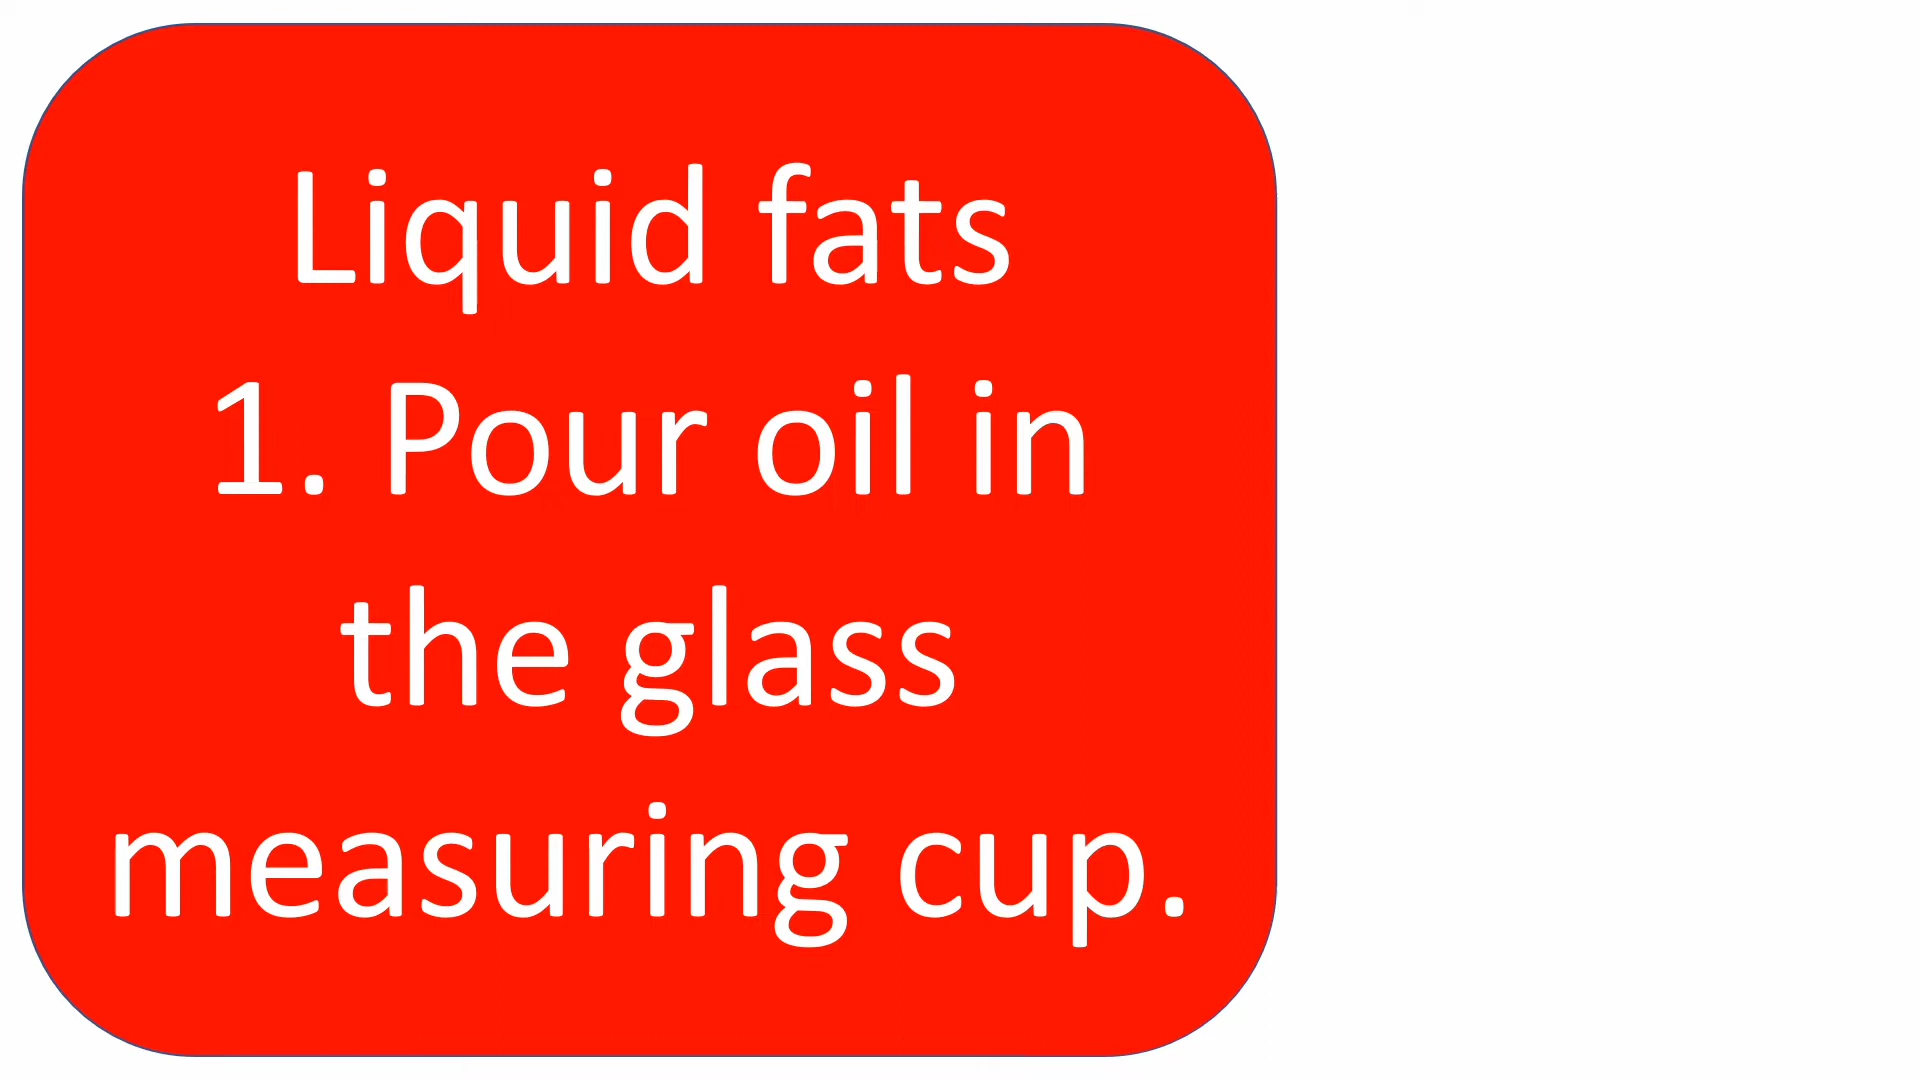 Liquid fats
1. Pour oil in
the glass
measuring cup.